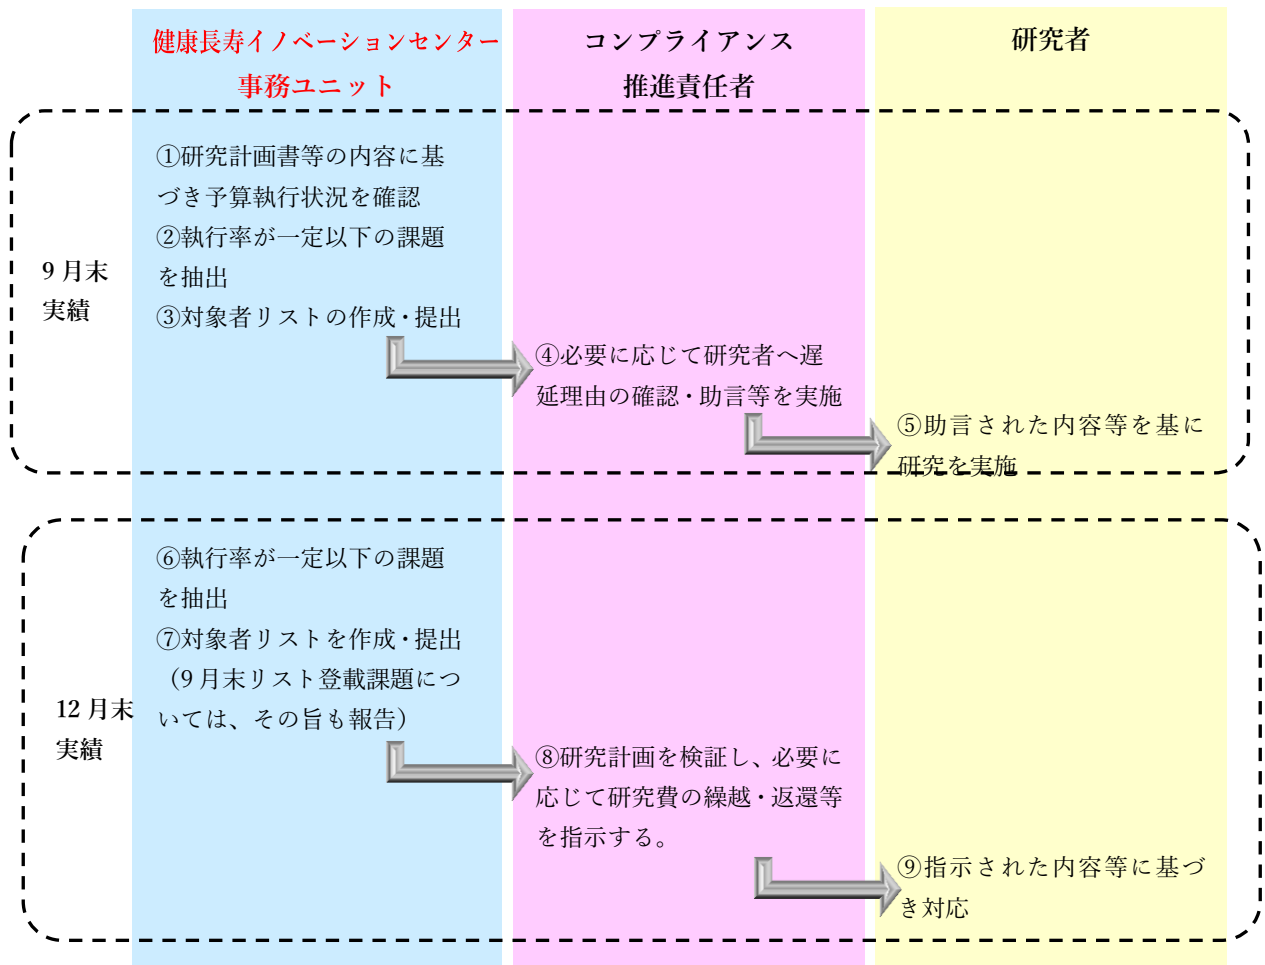 健康長寿イノベーションセンター
事務ユニット
コンプライアンス
推進責任者
研究者
9 月末
実績
①研究計画書等の内容に基
づき予算執行状況を確認
②執行率が一定以下の課題
を抽出
③対象者リストの作成・提出
④必要に応じて研究者へ遅
延理由の確認・助言等を実施
⑤助言された内容等を基に
研究を実施
12 月末
実績
⑥執行率が一定以下の課題
を抽出
⑦対象者リストを作成・提出
（9 月末リスト登載課題につ
いては、その旨も報告）
⑧研究計画を検証し、必要に
応じて研究費の繰越・返還等
を指示する。
⑨指示された内容等に基づ
き対応